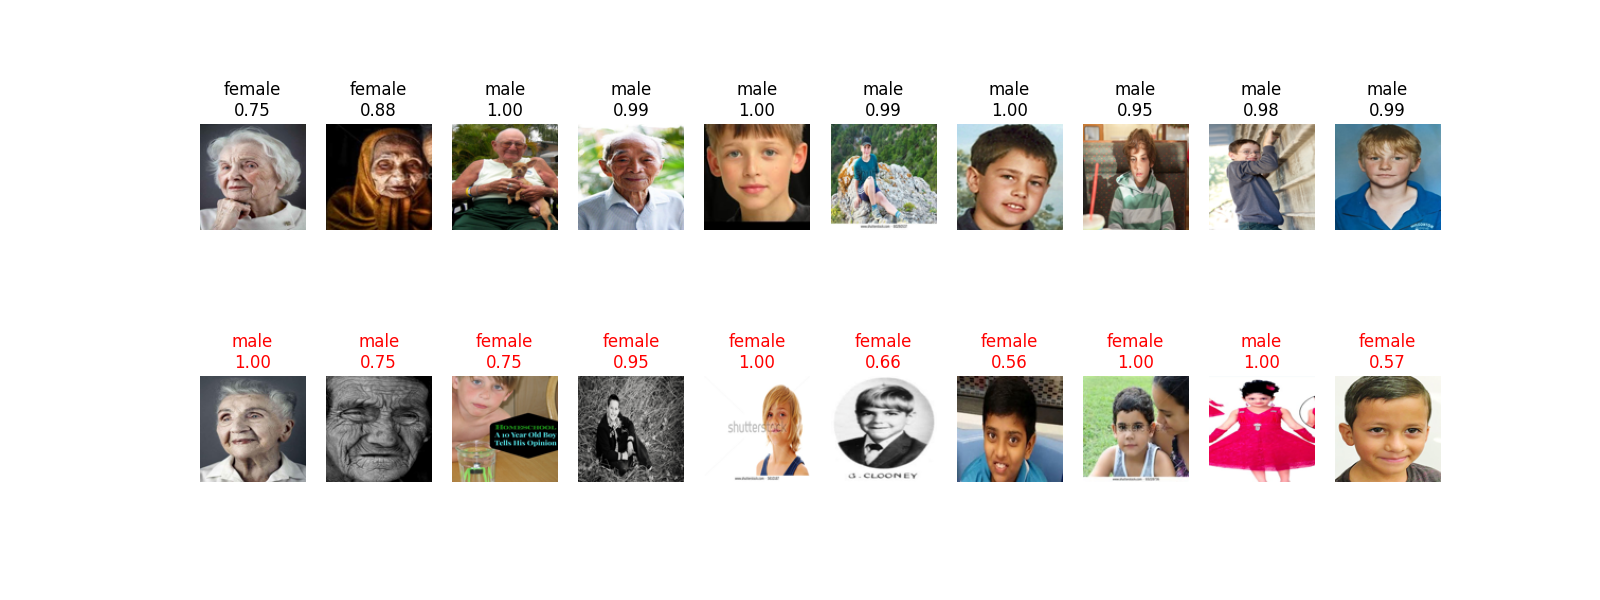 female female male male male male male male male male
0.75 0.88 1.00 0.99 1.00 0.99 1.00 0.95 0.98 0.99
male male female female female female female female male female
1.00 0.75 0.75 0.95 1.00 0.66 0.56 1.00 1.00 0.57
HOMESCHOOL
A 10 Year Old Boy
Tells His Opinion
shutterstock
G. CLOONEY